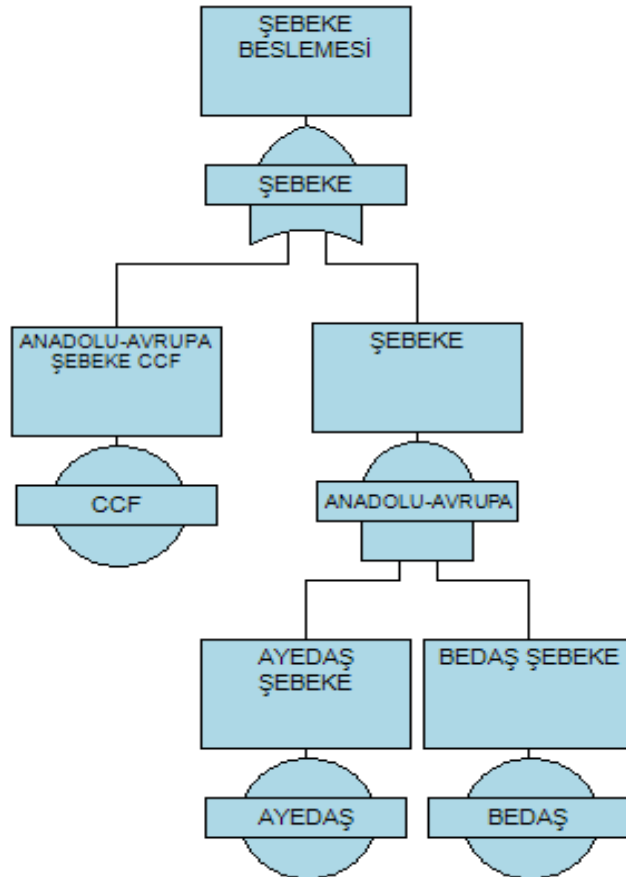 ŞEBEKE
BESLEMESİ
ŞEBEKE
ANADOLU-AVRUPA
ŞEBEKE CCF
ŞEBEKE
CCF
ANADOLU-AVRUPA
AYEDAŞ
ŞEBEKE
BEDAŞ ŞEBEKE
AYEDAŞ
BEDAŞ